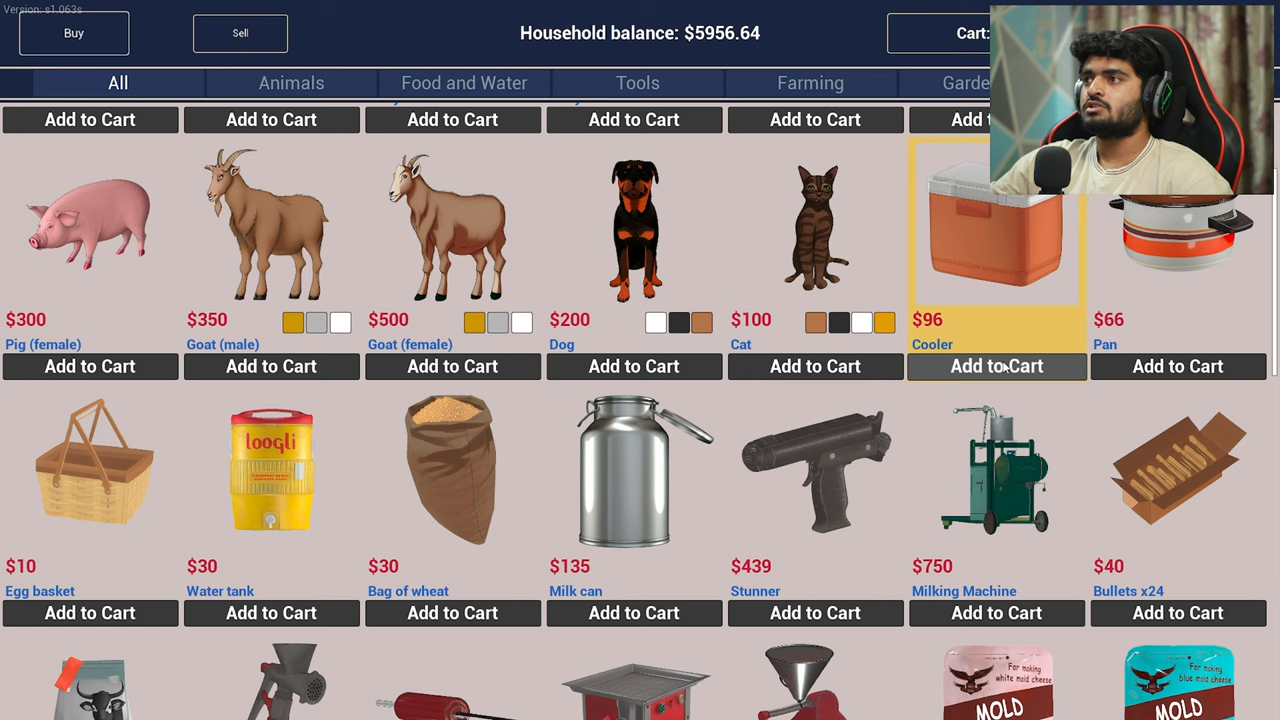 Version: s1.063s
Buy
Sell
Household balance: $5956.64
Cart:
All
Animals
Food and Water
Tools
Farming
Garde
Add to Cart
Add to Cart
Add to Cart
Add to Cart
Add to Cart
Add t
$300
$350
$500
$200
$100
$96
$66
Pig (female)
Goat (male)
Goat (female)
Dog
Cat
Cooler
Pan
Add to Cart
Add to Cart
Add to Cart
Add to Cart
Add to Cart
Add to Cart
Add to Cart
loogli
$10
$30
$30
$135
$439
$750
$40
Egg basket
Water tank
Bag of wheat
Milk can
Stunner
Milking Machine
Bullets x24
Add to Cart
Add to Cart
Add to Cart
Add to Cart
Add to Cart
Add to Cart
Add to Cart
For making
white mold cheese
MOLD
For making
blue mold cheese
MOLD